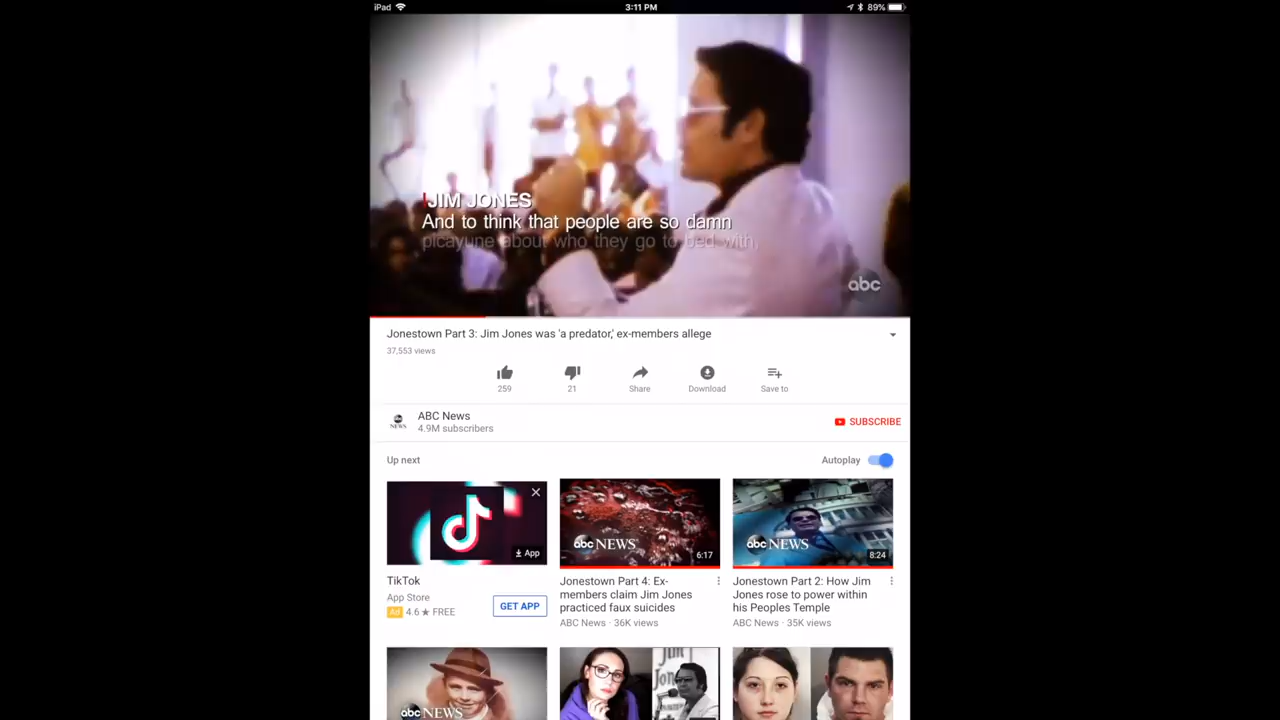 iPad
3:11 PM
89%
JIM JONES
And to think that people are so damn
picayune about who they go to bed with,
abc
Jonestown Part 3: Jim Jones was 'a predator,' ex-members allege
37,553 views
259
21
Share
Download
Save to
NEWS
ABC News
4.9M subscribers
SUBSCRIBE
Up next
Autoplay
App
abc NEWS
6:17
abc NEWS
8:24
TikTok
App Store
Ad 4.6 ★ FREE
GET APP
Jonestown Part 4: Ex-
members claim Jim Jones
practiced faux suicides
ABC News · 36K views
Jonestown Part 2: How Jim
Jones rose to power within
his Peoples Temple
ABC News · 35K views
abc NEWS